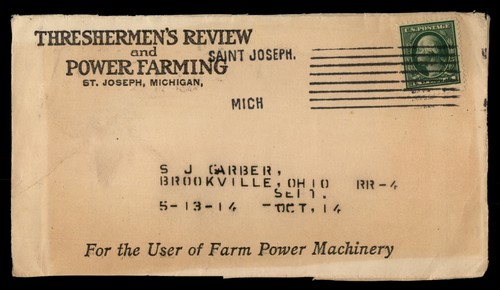 THRESHERMEN'S REVIEW
and
POWER FARMING
ST. JOSEPH, MICHIGAN,
SAINT JOSEPH.
MICH
U.S. POSTAGE
S J GARBER,
BROOKVILLE, OHIO RR-4
SEPT.
5-13-14 -OCT, 14
For the User of Farm Power Machinery